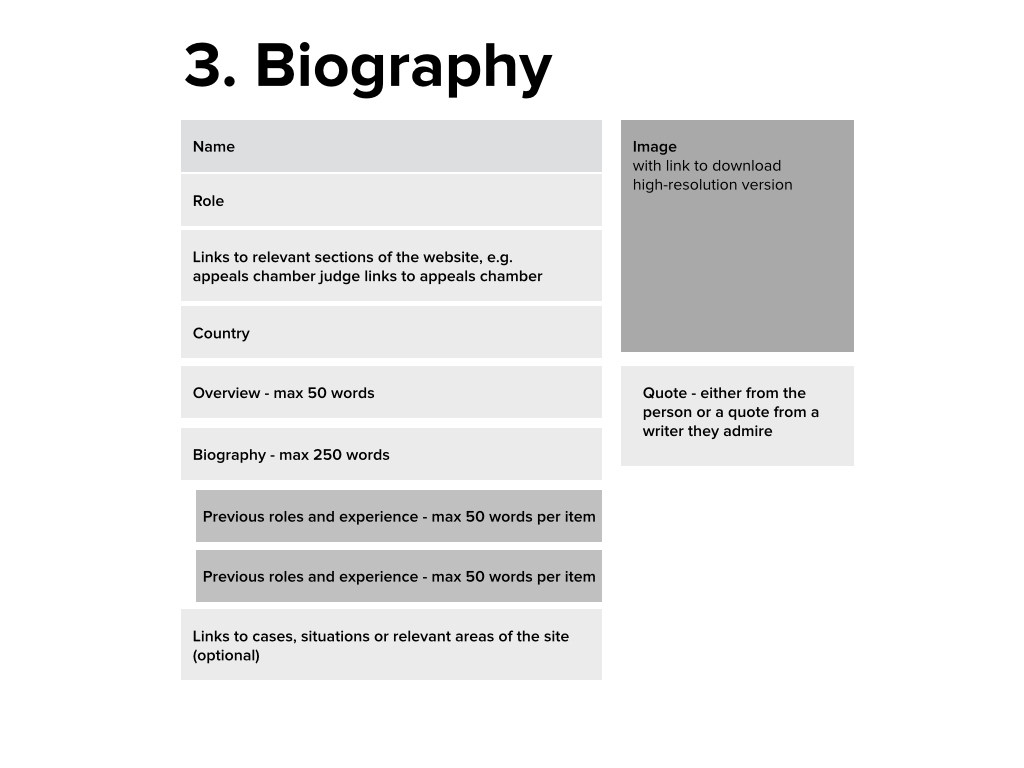 3. Biography
Name
Role
Links to relevant sections of the website, e.g.
appeals chamber judge links to appeals chamber
Country
Overview - max 50 words
Biography - max 250 words
Previous roles and experience - max 50 words per item
Previous roles and experience - max 50 words per item
Links to cases, situations or relevant areas of the site
(optional)
Image
with link to download
high-resolution version
Quote - either from the
person or a quote from a
writer they admire